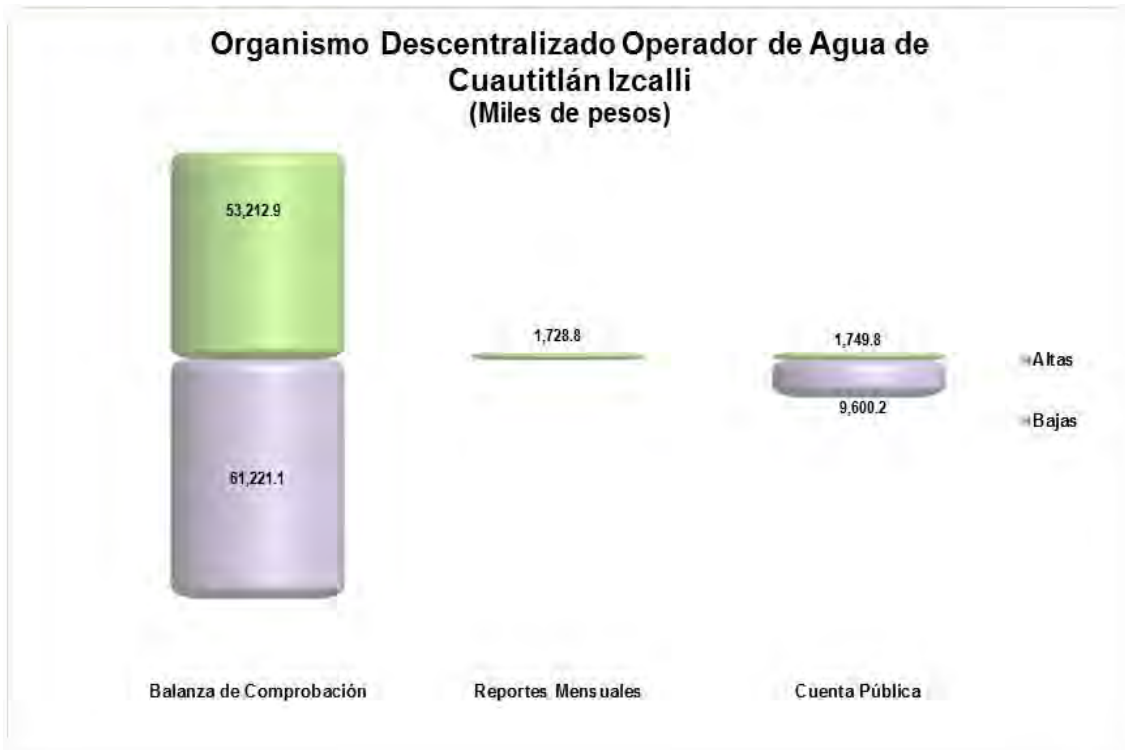 Organismo Descentralizado Operador de Agua de
Cuautitlán Izcalli
(Miles de pesos)
53,212.9
1,728.8
1,749.8
Altas
9,600.2
Bajas
61,221.1
Balanza de Comprobación
Reportes Mensuales
Cuenta Pública